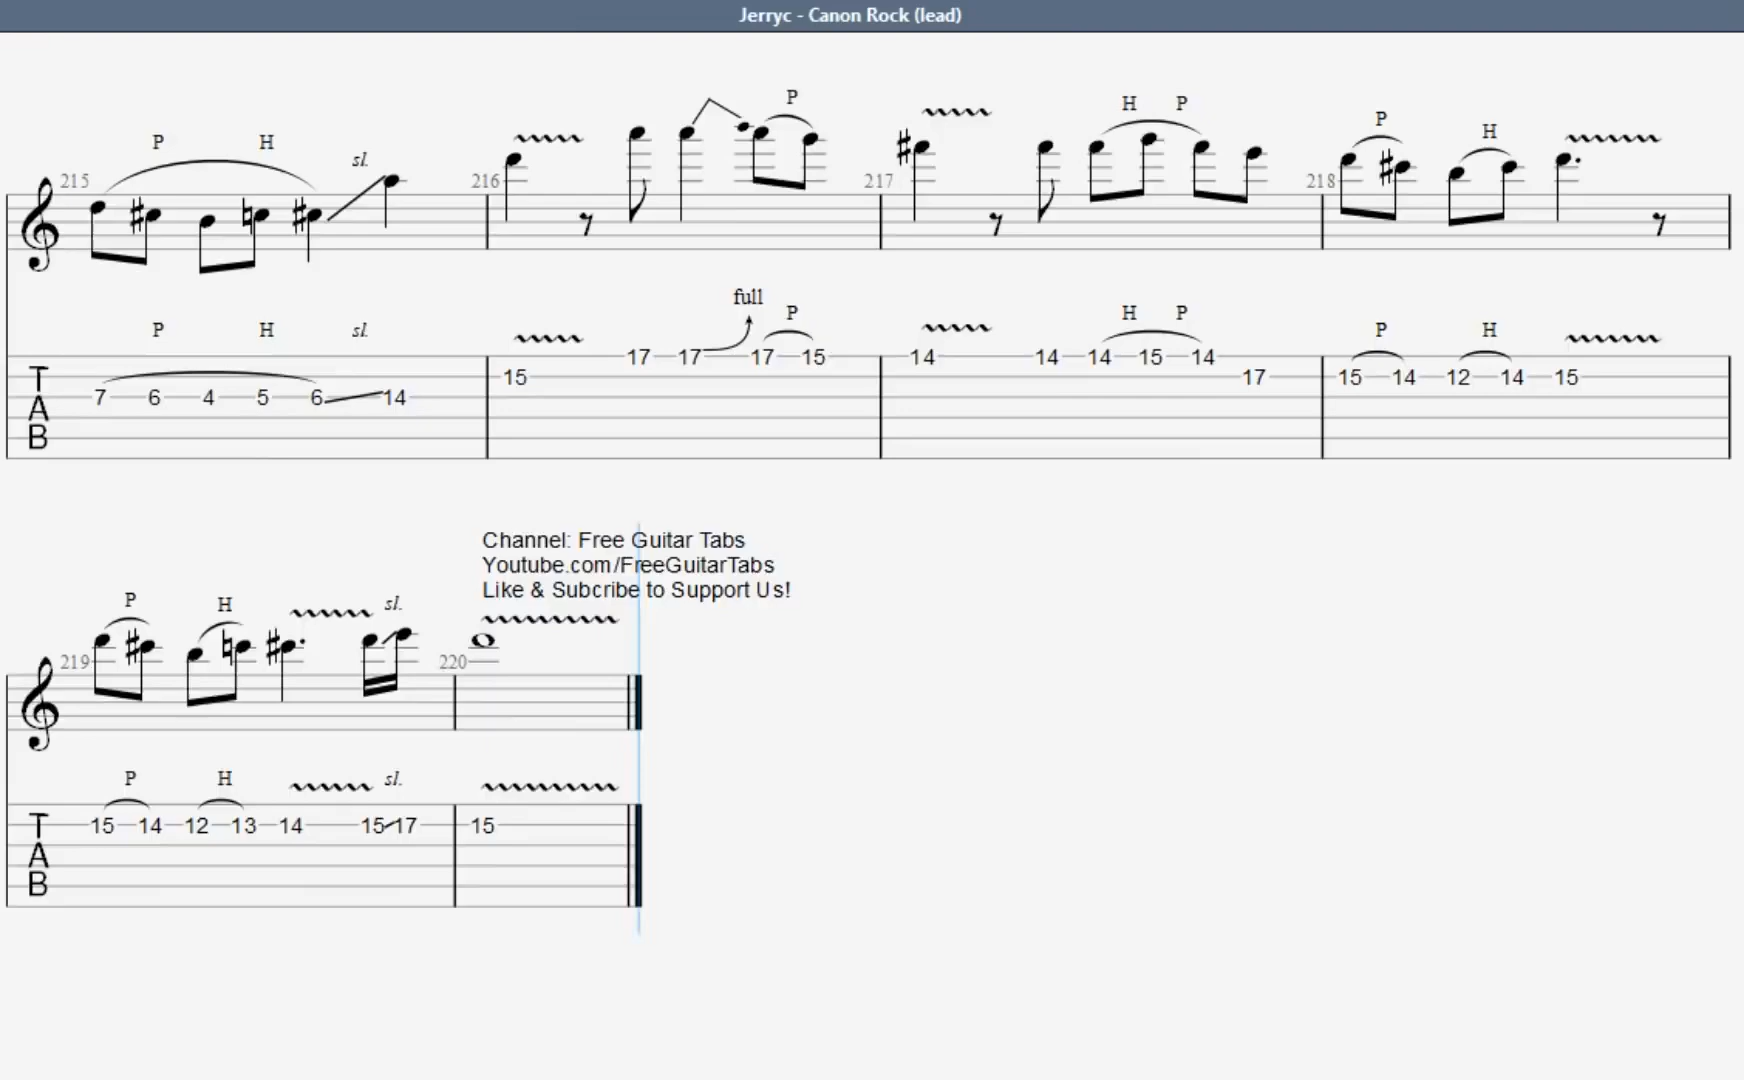 Jerryc - Canon Rock (lead)
P H sl. P H P P H
215 216 217 218
full
P H sl. P H P P H
17 17 17 15 14 14 14 15 14
T 15 17 15 14 12 14 15
A 7 6 4 5 6 14
B
Channel: Free Guitar Tabs
Youtube.com/FreeGuitarTabs
Like & Subcribe to Support Us!
P H sl.
219 220
P H sl.
T 15 14 12 13 14 15 17 15
A
B